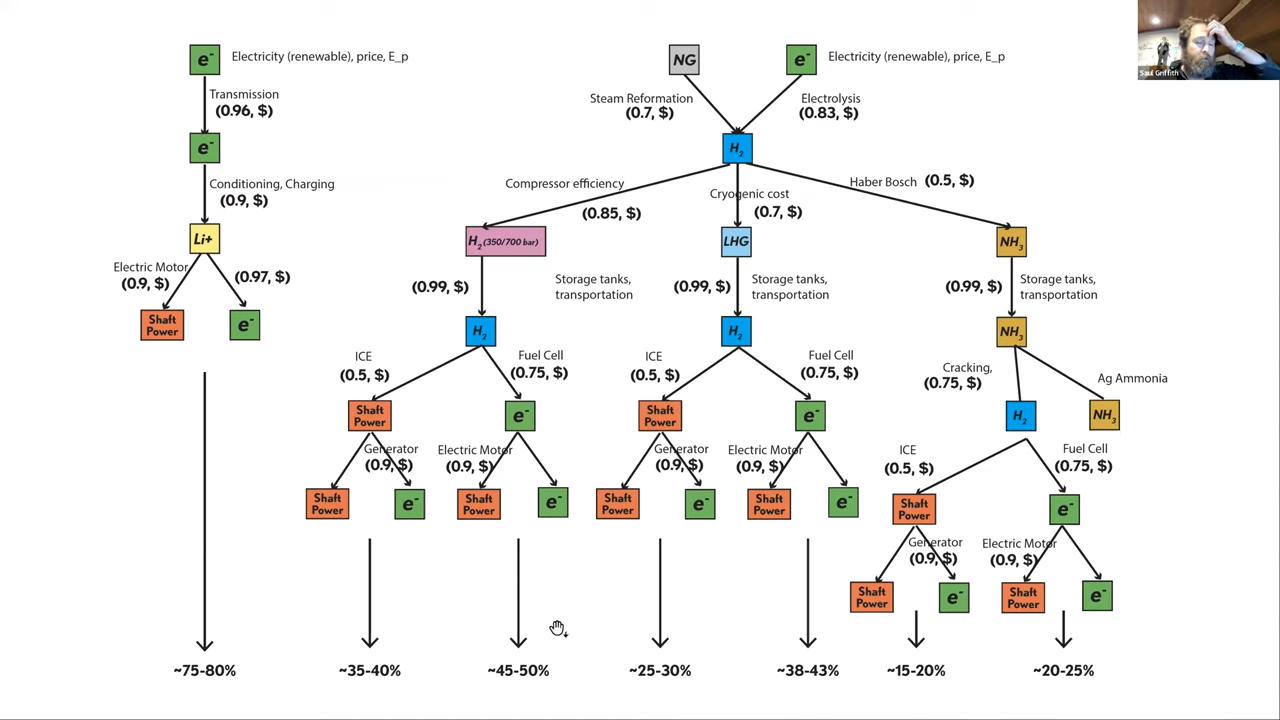 e⁻
Electricity (renewable), price, E_p
NG
e⁻
Electricity (renewable), price, E_p
Saul Griffith
Transmission
(0.96, $)
Steam Reformation
(0.7, $)
Electrolysis
(0.83, $)
e⁻
H₂
Conditioning, Charging
(0.9, $)
Compressor efficiency
(0.85, $)
Cryogenic cost
(0.7, $)
Haber Bosch (0.5, $)
Li+
H₂ (350/700 bar)
LHG
NH₃
Electric Motor
(0.9, $)
(0.97, $)
(0.99, $)
Storage tanks,
transportation
(0.99, $)
Storage tanks,
transportation
(0.99, $)
Storage tanks,
transportation
Shaft
Power
e⁻
H₂
H₂
NH₃
ICE
(0.5, $)
Fuel Cell
(0.75, $)
ICE
(0.5, $)
Fuel Cell
(0.75, $)
Cracking,
(0.75, $)
Ag Ammonia
Shaft
Power
e⁻
Shaft
Power
e⁻
H₂
NH₃
Generator
(0.9, $)
Electric Motor
(0.9, $)
Generator
(0.9, $)
Electric Motor
(0.9, $)
ICE
(0.5, $)
Fuel Cell
(0.75, $)
Shaft
Power
e⁻
Shaft
Power
e⁻
Shaft
Power
e⁻
Shaft
Power
e⁻
Shaft
Power
e⁻
Generator
(0.9, $)
Electric Motor
(0.9, $)
Shaft
Power
e⁻
Shaft
Power
e⁻
~75-80%
~35-40%
~45-50%
~25-30%
~38-43%
~15-20%
~20-25%